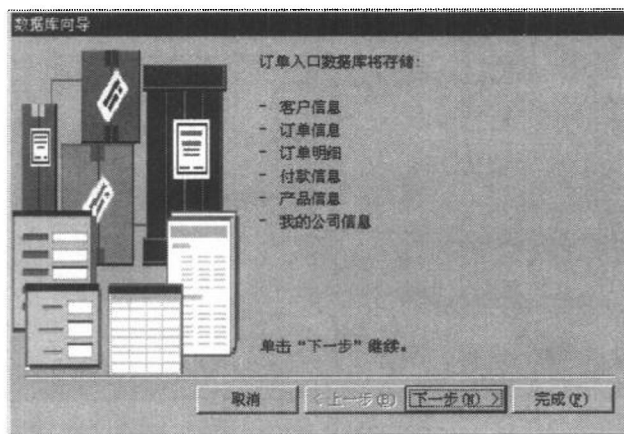 数据库向导
订单入口数据库将存储:
- 客户信息
- 订单信息
- 订单明细
- 付款信息
- 产品信息
- 我的公司信息
单击“下一步”继续。
取消 <上一步(B) 下一步(N) > 完成(F)